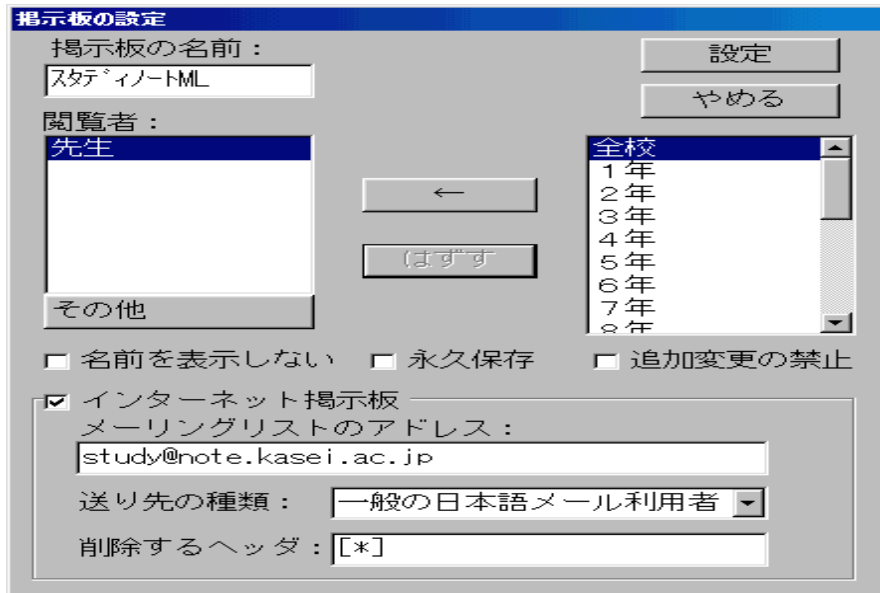 掲示板の設定
掲示板の名前：
設定
スタディノートML
やめる
閲覧者：
先生
全校
１年
２年
３年
４年
５年
６年
７年
８年
←
はずす
その他
名前を表示しない
永久保存
追加変更の禁止
インターネット掲示板
メーリングリストのアドレス：
study@note.kasei.ac.jp
送り先の種類：
一般の日本語メール利用者
削除するヘッダ：
[*]